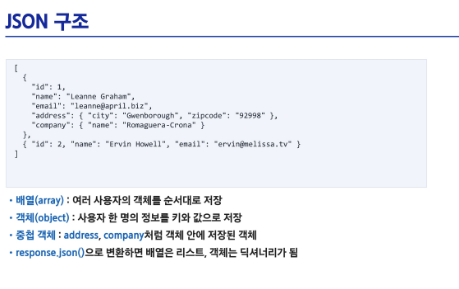 JSON 구조
[
  {
    "id": 1,
    "name": "Leanne Graham",
    "email": "leanne@april.biz",
    "address": { "city": "Gwenborough", "zipcode": "92998" },
    "company": { "name": "Romaguera-Crona" }
  },
  { "id": 2, "name": "Ervin Howell", "email": "ervin@melissa.tv" }
]
• 배열(array) : 여러 사용자의 객체를 순서대로 저장
• 객체(object) : 사용자 한 명의 정보를 키와 값으로 저장
• 중첩 객체 : address, company처럼 객체 안에 저장된 객체
• response.json()으로 변환하면 배열은 리스트, 객체는 딕셔너리가 됨